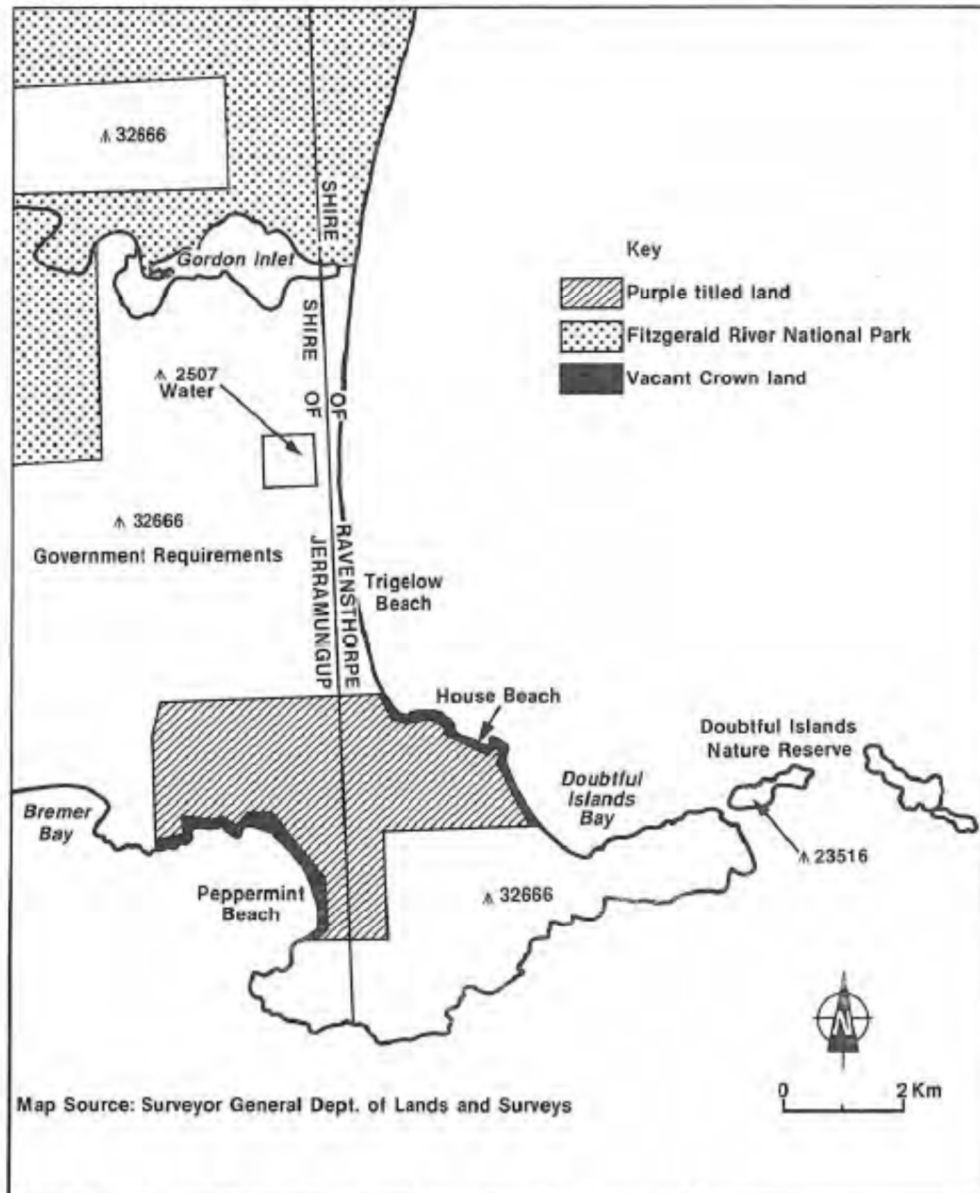 ⩚ 32666
SHIRE OF RAVENSTHORPE
Gordon Inlet
SHIRE OF JERRAMUNGUP
Key
Purple titled land
Fitzgerald River National Park
Vacant Crown land
⩚ 2507
Water
⩚ 32666
Government Requirements
Trigelow
Beach
House Beach
Doubtful Islands
Nature Reserve
Doubtful
Islands
Bay
Bremer
Bay
⩚ 23516
Peppermint
Beach
⩚ 32666
N
0 2 Km
Map Source: Surveyor General Dept. of Lands and Surveys